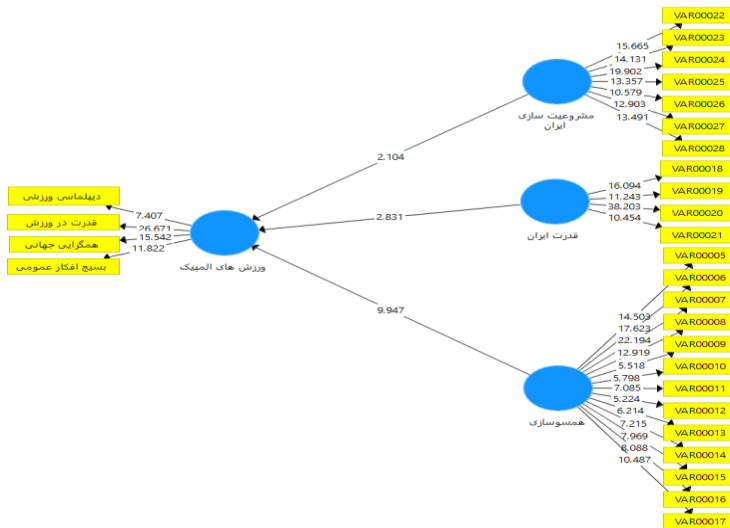 VAR00022
VAR00023
VAR00024
VAR00025
VAR00026
VAR00027
VAR00028
15.665
14.131
19.902
13.357
10.579
12.903
13.491
مشروعیت سازی
ایران
2.104
VAR00018
VAR00019
VAR00020
VAR00021
16.094
11.243
38.203
10.454
قدرت ایران
2.831
دیپلماسی ورزشی
قدرت در ورزش
همگرایی جهانی
بسیج افکار عمومی
7.407
26.671
15.542
11.822
ورزش های المپیک
9.947
VAR00005
VAR00006
VAR00007
VAR00008
VAR00009
VAR00010
VAR00011
VAR00012
VAR00013
VAR00014
VAR00015
VAR00016
VAR00017
14.503
17.623
22.194
12.919
5.518
5.798
7.085
5.224
6.214
7.215
7.969
8.088
10.487
همسوسازی